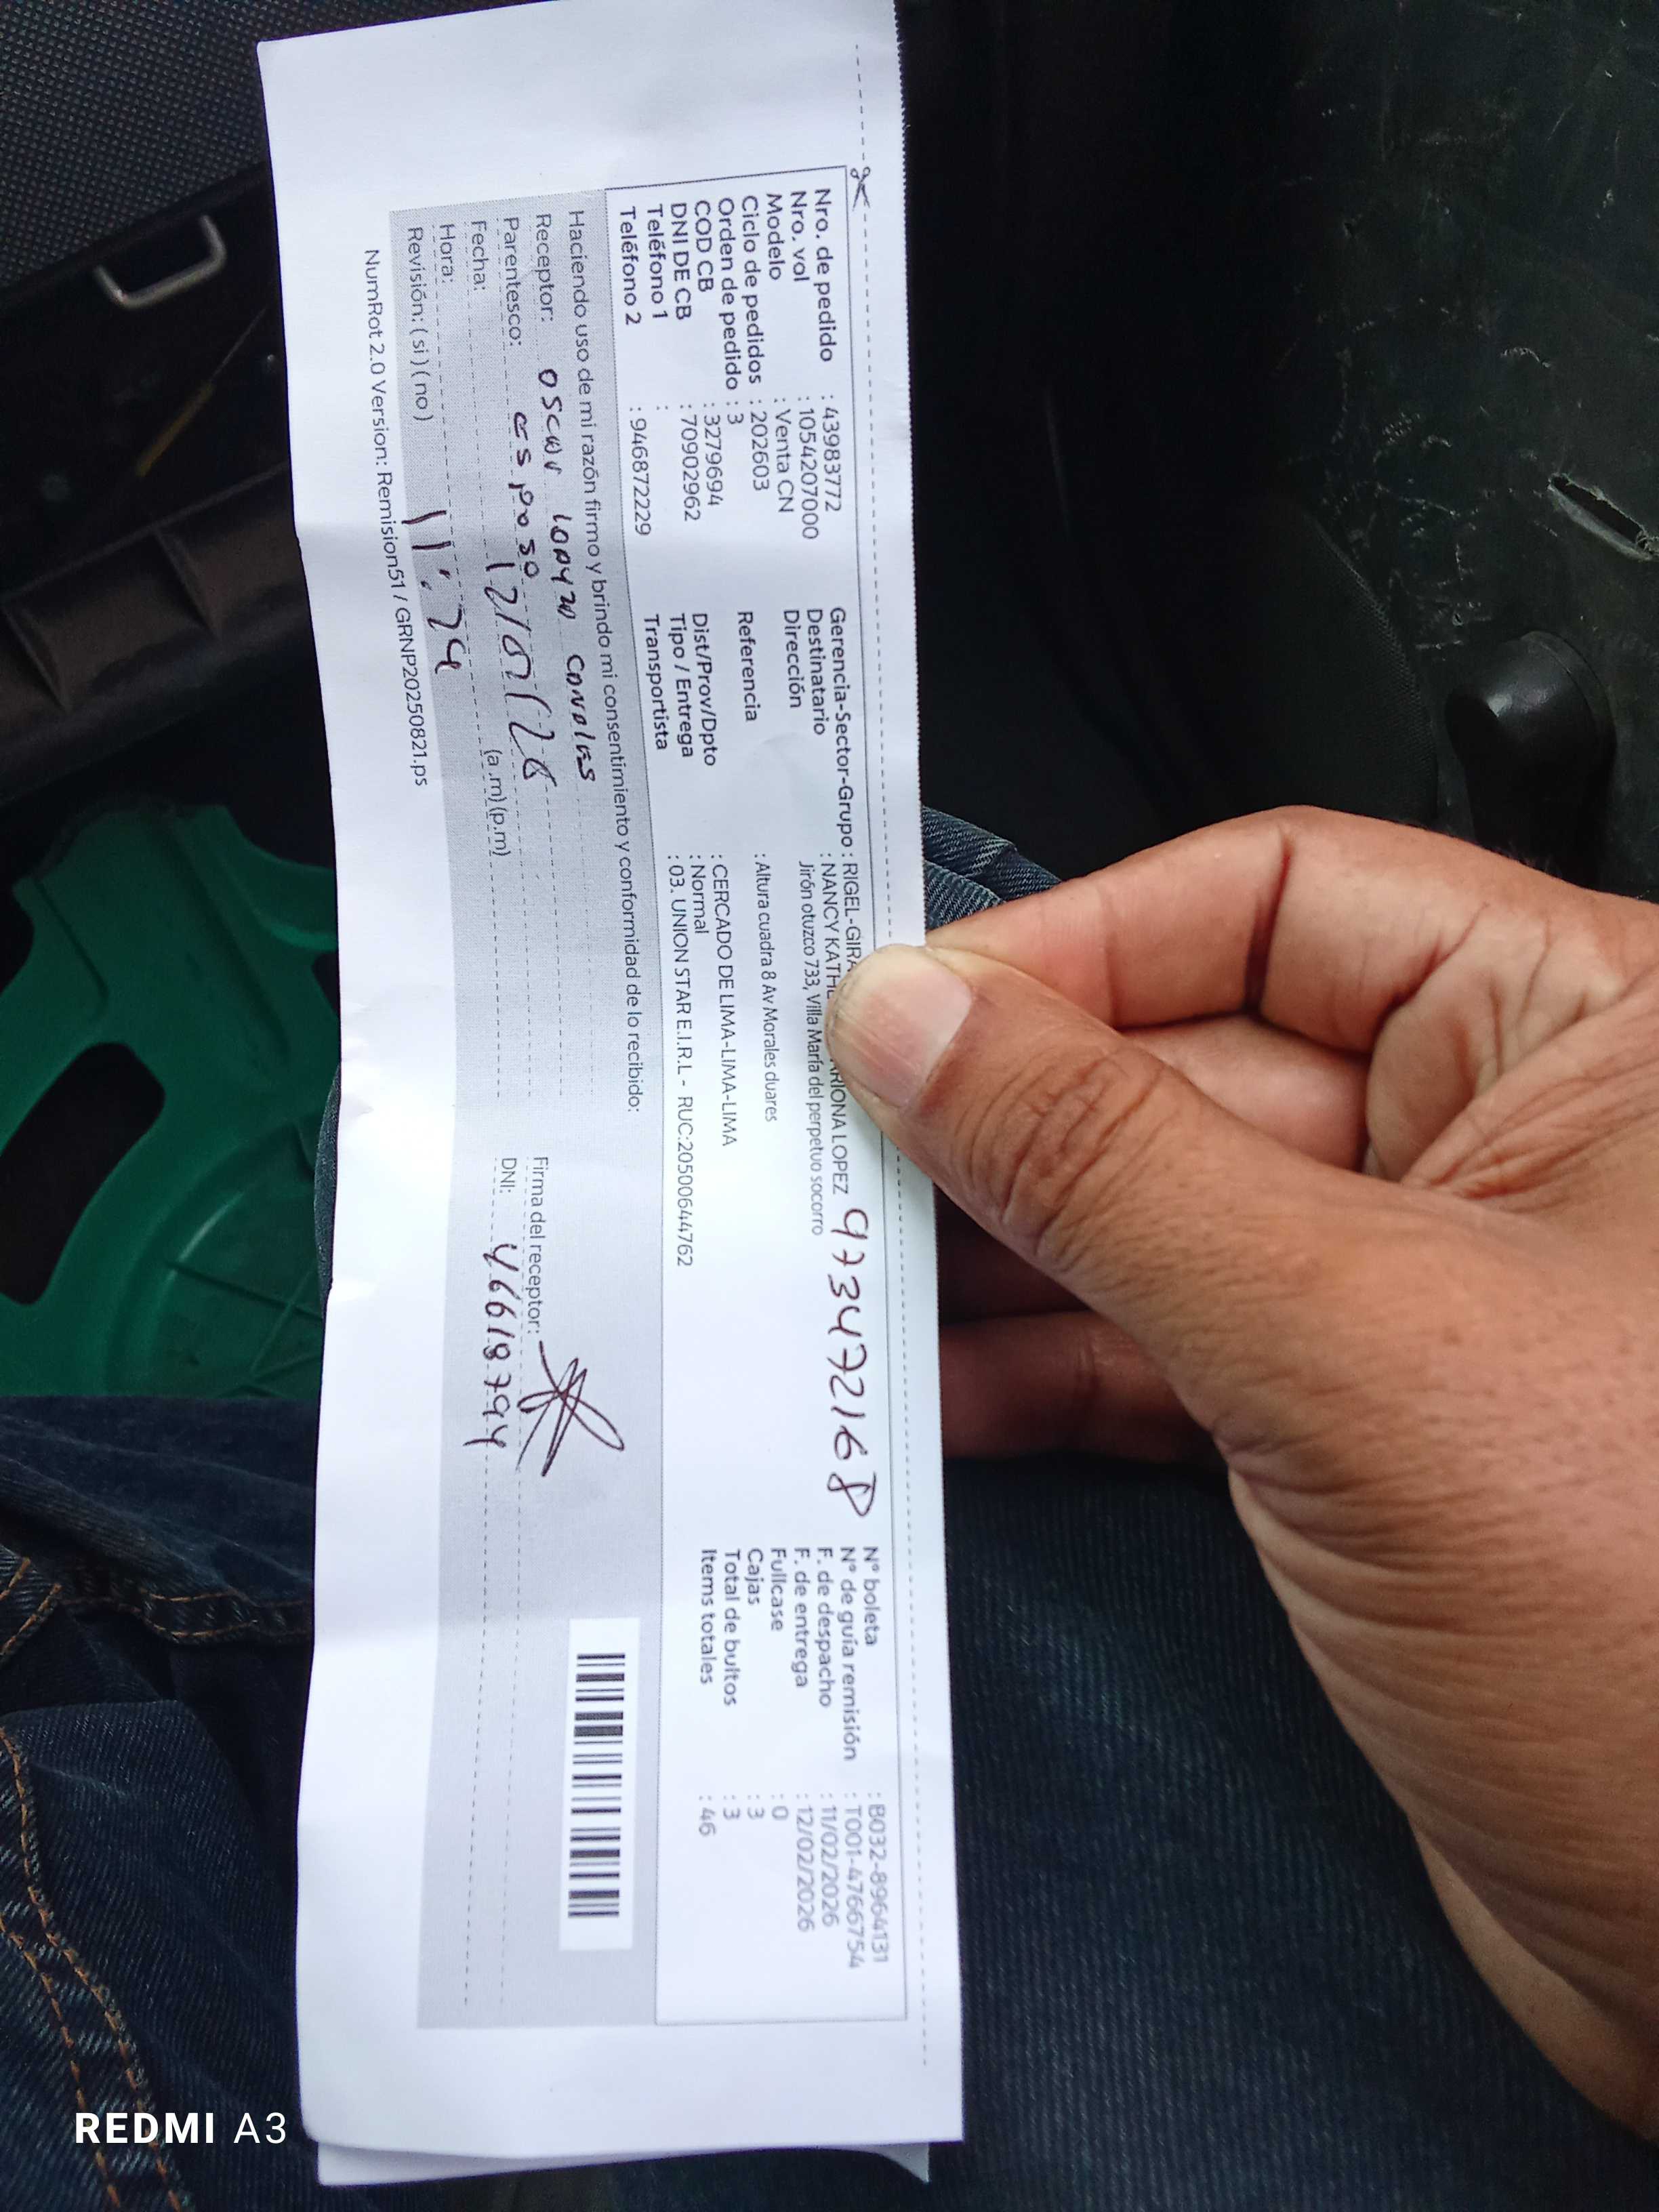 Nro. de pedido : 43983772
Nro. vol : 1054207000
Modelo : Venta CN
Ciclo de pedidos : 202603
Orden de pedido : 3
COD CB : 3279694
DNI DE CB : 70902962
Teléfono 1 :
Teléfono 2 : 946872229
Gerencia-Sector-Grupo : RIGEL-GIRA
Destinatario : NANCY KATHE RIONA LOPEZ 973472168
Dirección Jirón otuzco 733, Villa María del perpetuo socorro
Referencia : Altura cuadra 8 Av Morales duares
Dist/Prov/Dpto : CERCADO DE LIMA-LIMA-LIMA
Tipo / Entrega : Normal
Transportista : 03. UNION STAR E.I.R.L - RUC:20500644762
N° boleta : B032-8964131
N° de guía remisión : T001-47667544
F. de despacho : 11/02/2026
F. de entrega : 12/02/2026
Fullcase : 0
Cajas : 3
Total de bultos : 3
Items totales : 46
Haciendo uso de mi razón firmo y brindo mi consentimiento y conformidad de lo recibido:
Receptor: oscar
Parentesco: esposo
Fecha: 12/02/26
Hora: 11:24 (a.m)(p.m)
Revisión: ( si ) ( no )
Firma del receptor:
DNI: 46618794
NumRot 2.0 Version: Remision51 / GRNP20250821.ps
REDMI A3